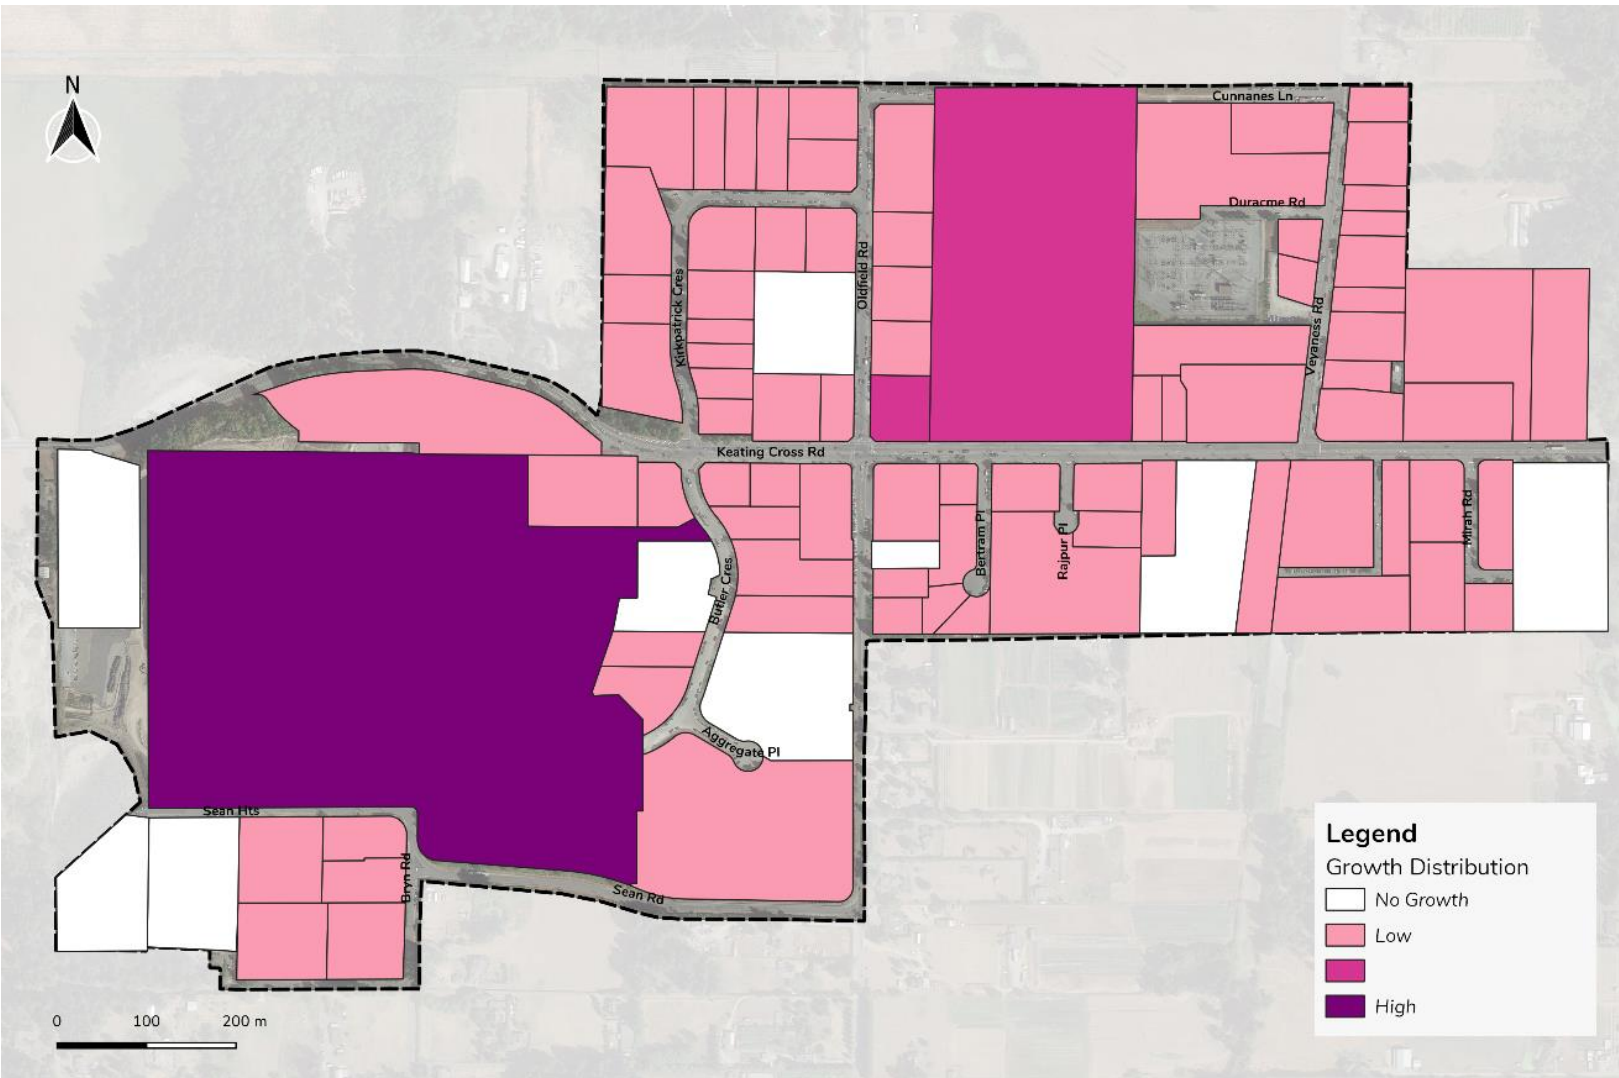 N
Cunnanes Ln
Duracme Rd
Oldfield Rd
Kirkpatrick Cres
Veyaness Rd
Keating Cross Rd
Mirah Rd
Bertram Pl
Rajpur Pl
Butler Cres
Aggregate Pl
Sean Hts
Bryn Rd
Sean Rd
Legend
Growth Distribution
No Growth
Low
High
0 100 200 m